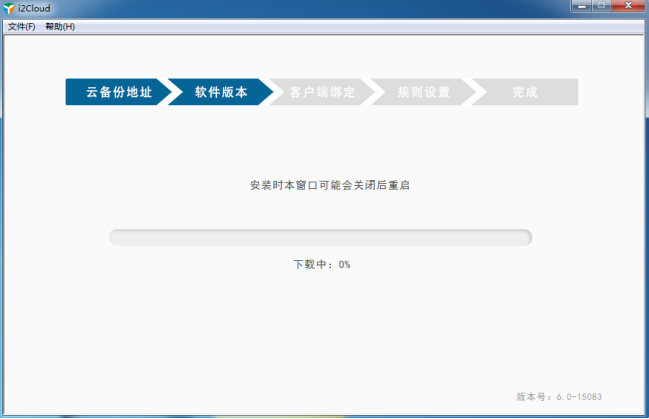 i2Cloud
文件(F) 帮助(H)
云备份地址 软件版本 客户端绑定 规则设置 完成
安装时本窗口可能会关闭后重启
下载中：0%
版本号：6.0-15083